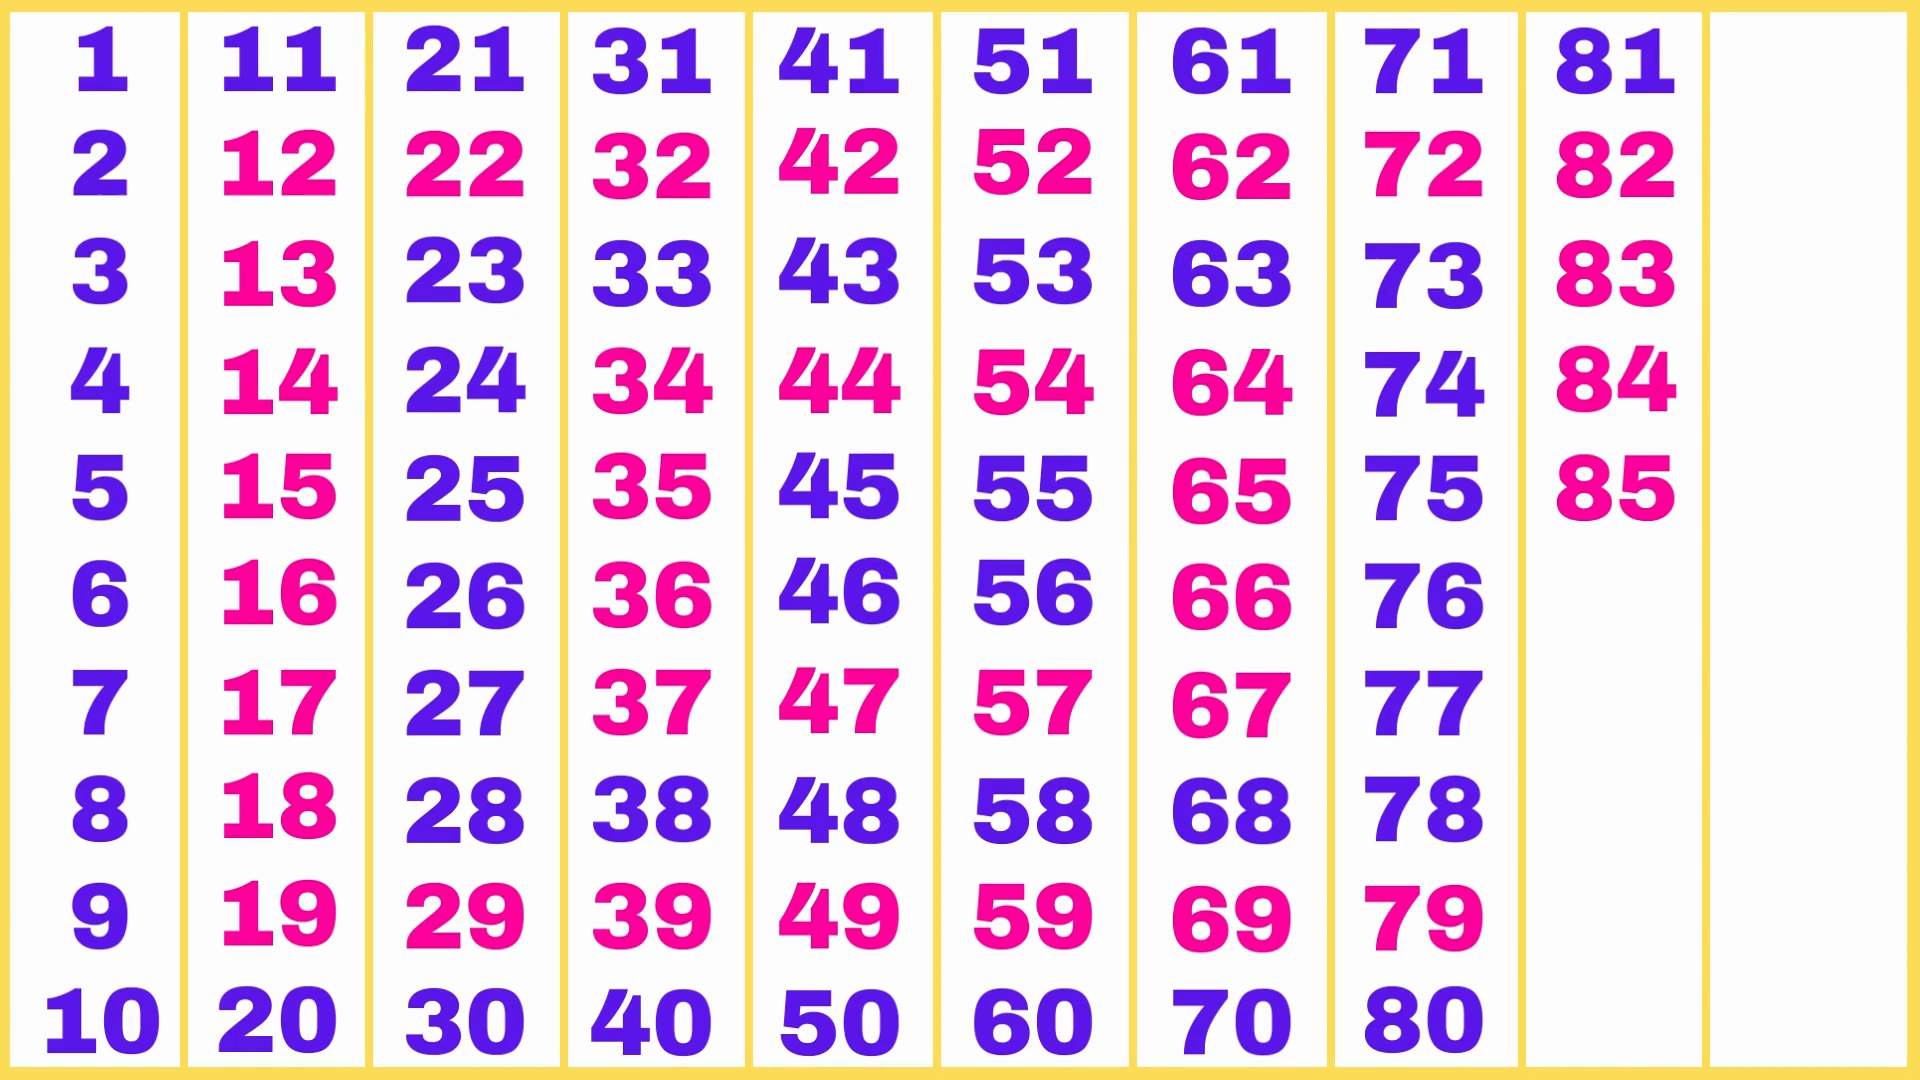 1 11 21 31 41 51 61 71 81
2 12 22 32 42 52 62 72 82
3 13 23 33 43 53 63 73 83
4 14 24 34 44 54 64 74 84
5 15 25 35 45 55 65 75 85
6 16 26 36 46 56 66 76
7 17 27 37 47 57 67 77
8 18 28 38 48 58 68 78
9 19 29 39 49 59 69 79
10 20 30 40 50 60 70 80